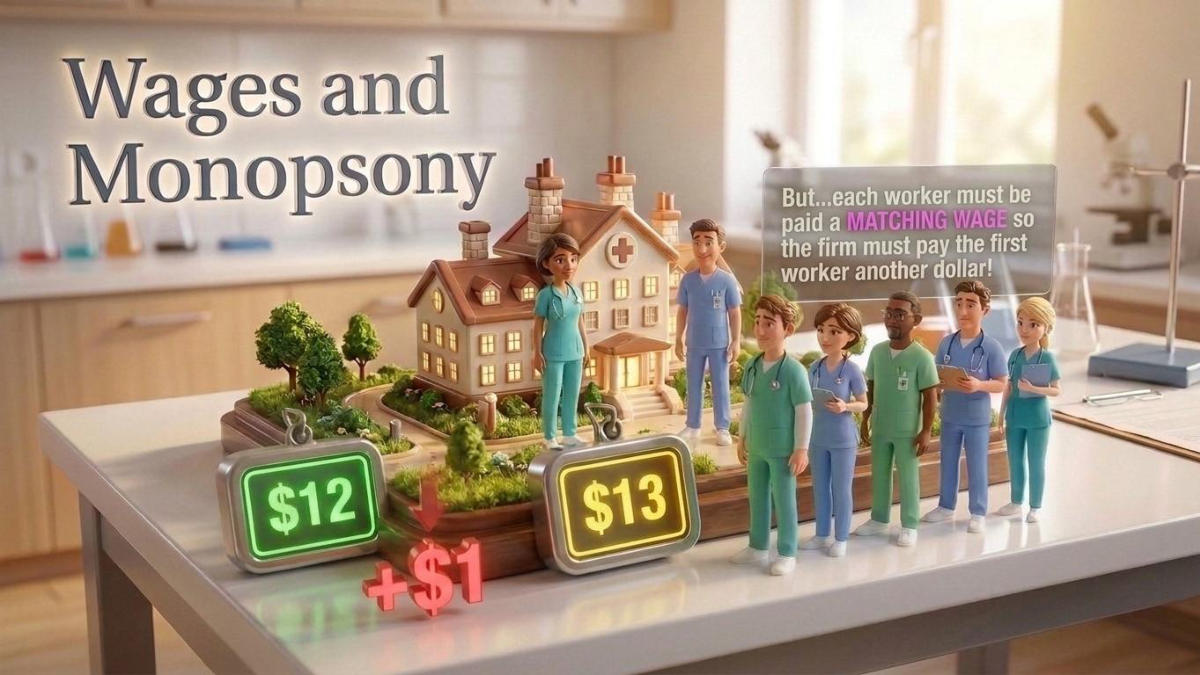 Wages and
Monopsony
But...each worker must be
paid a MATCHING WAGE so
the firm must pay the first
worker another dollar!
$12
$13
+$1